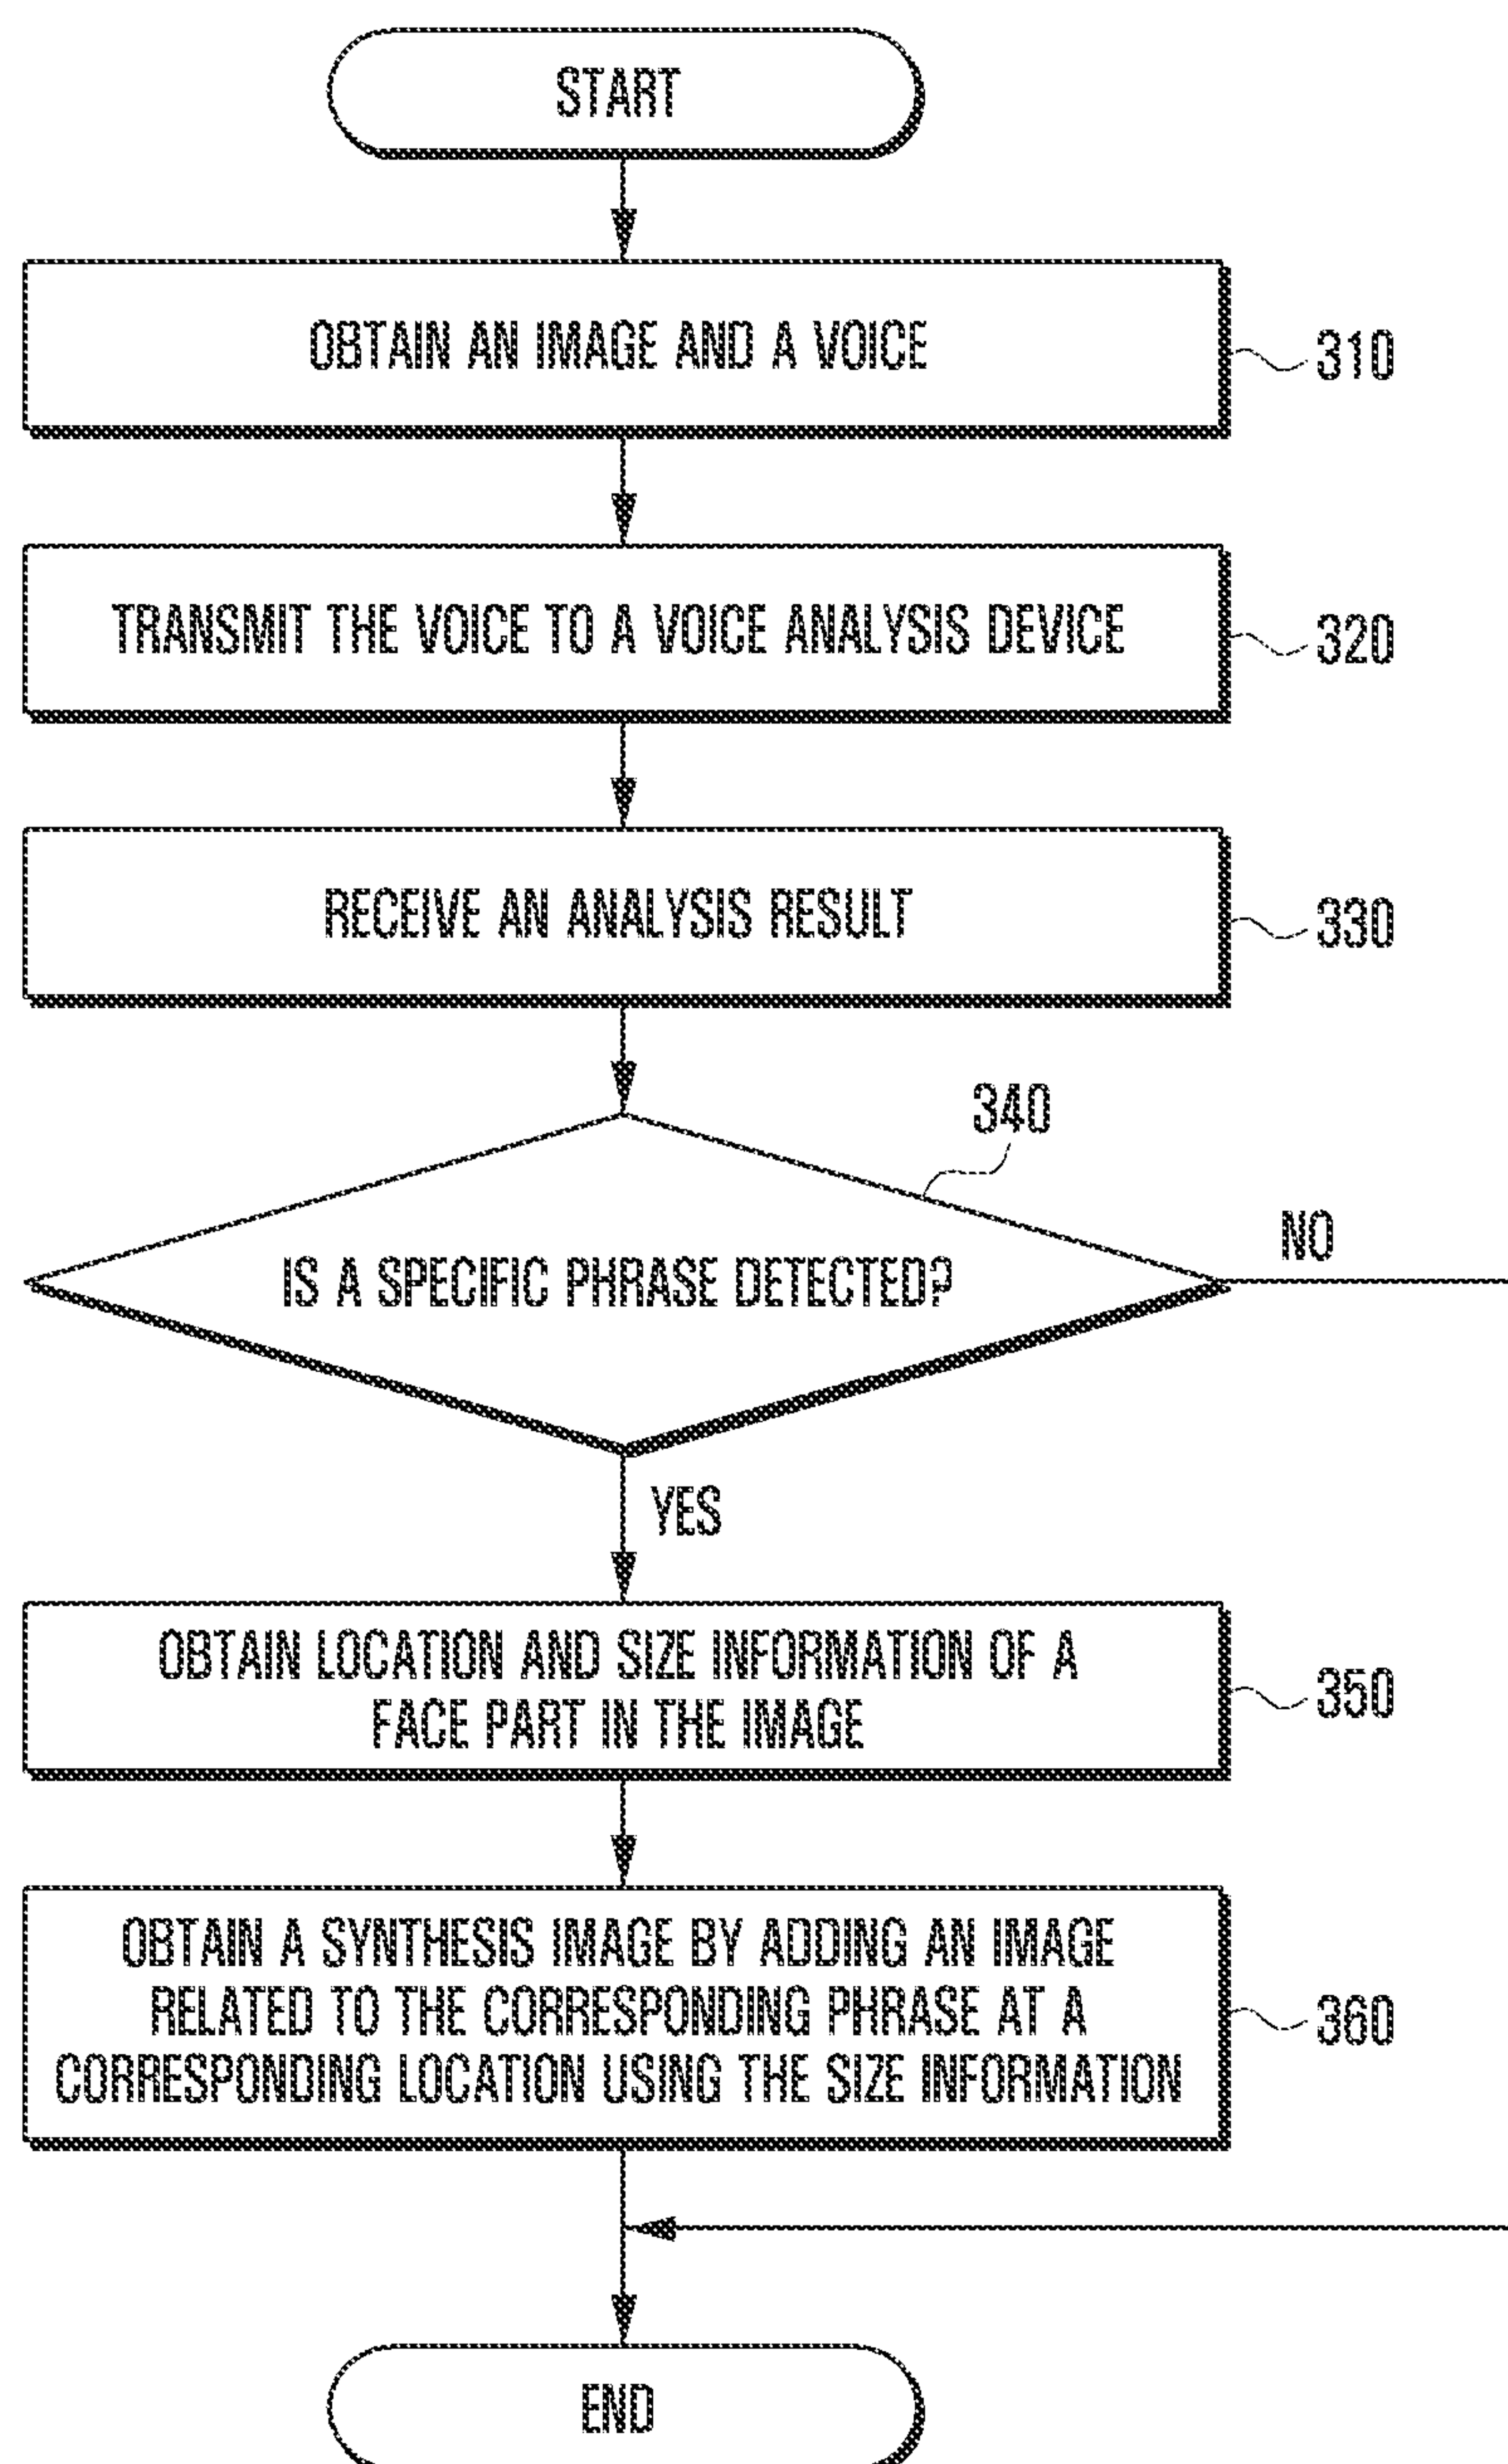 START
OBTAIN AN IMAGE AND A VOICE
310
TRANSMIT THE VOICE TO A VOICE ANALYSIS DEVICE
320
RECEIVE AN ANALYSIS RESULT
330
340
NO
IS A SPECIFIC PHRASE DETECTED?
YES
OBTAIN LOCATION AND SIZE INFORMATION OF A
FACE PART IN THE IMAGE
350
OBTAIN A SYNTHESIS IMAGE BY ADDING AN IMAGE
RELATED TO THE CORRESPONDING PHRASE AT A
CORRESPONDING LOCATION USING THE SIZE INFORMATION
360
END